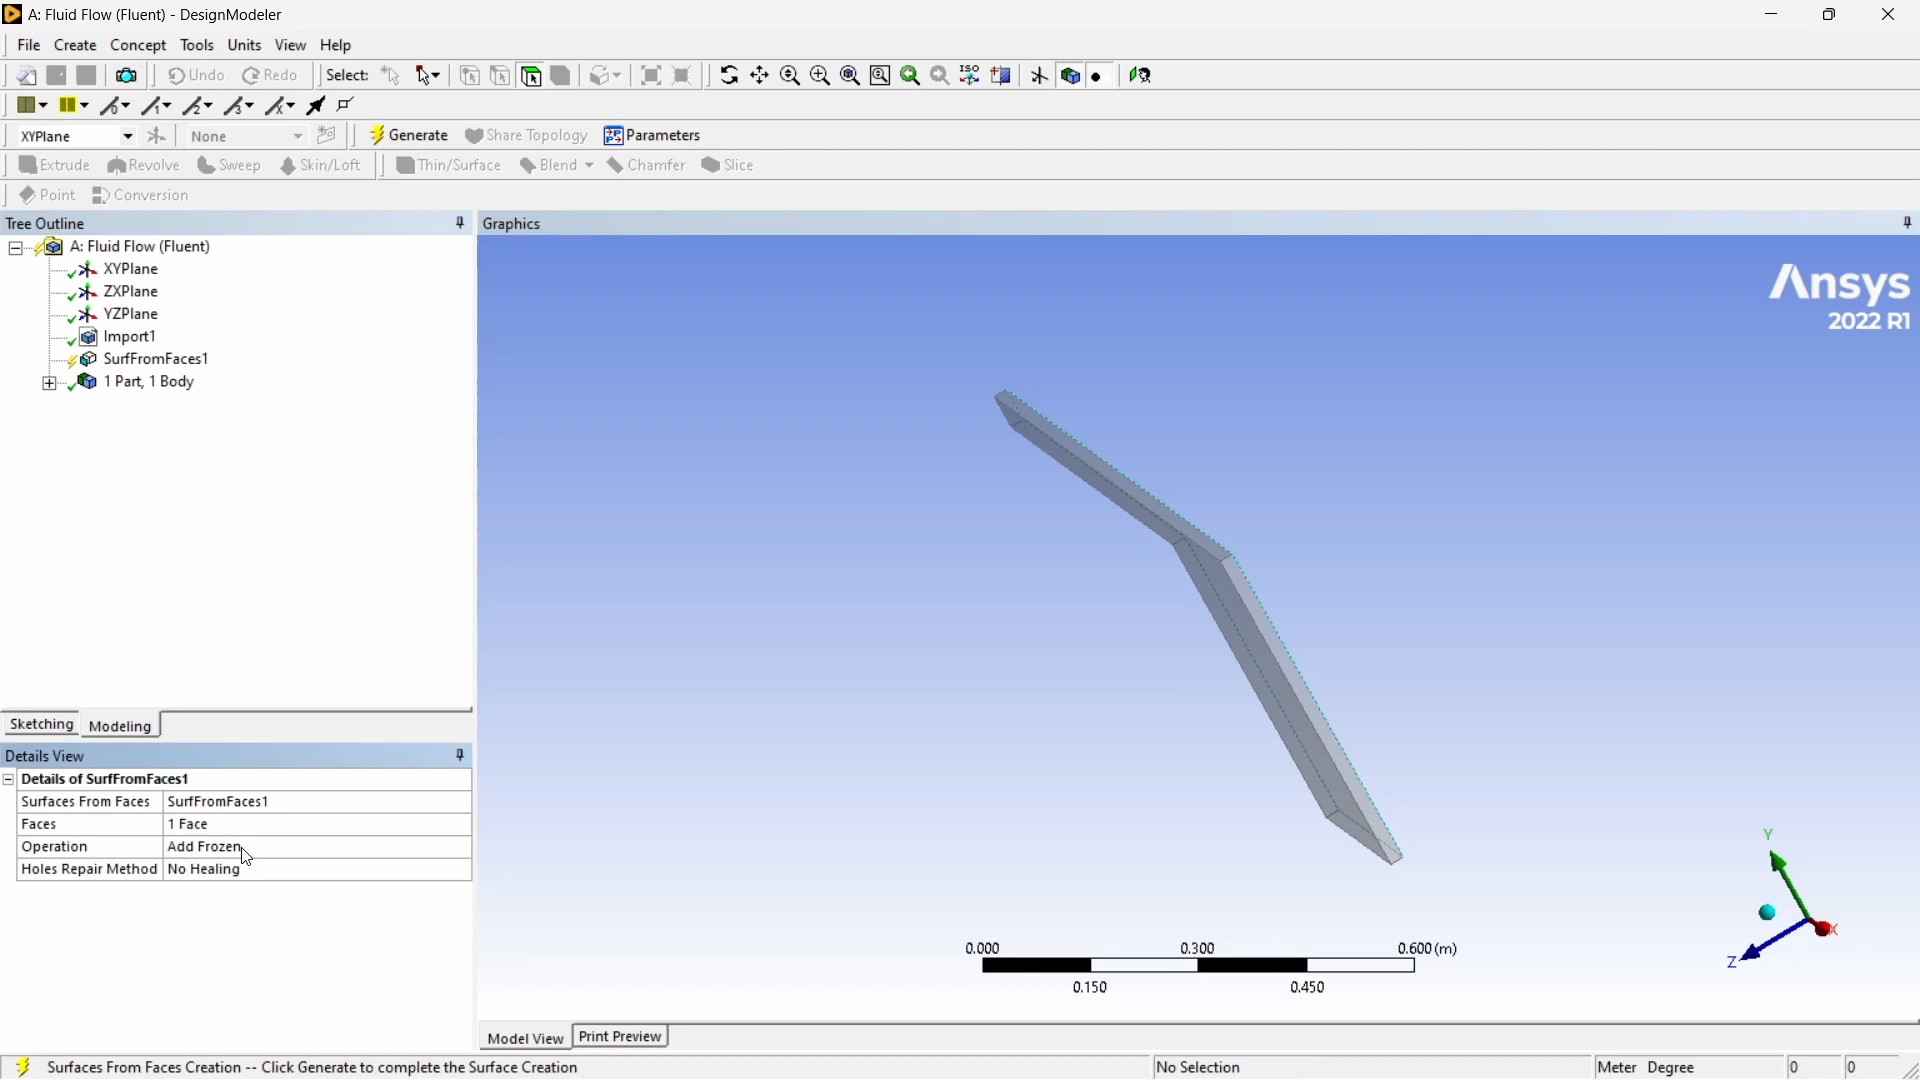 A: Fluid Flow (Fluent) - DesignModeler
File Create Concept Tools Units View Help
Undo Redo Select: ISO
XYPlane None Generate Share Topology Parameters
Extrude Revolve Sweep Skin/Loft Thin/Surface Blend Chamfer Slice
Point Conversion
Tree Outline
A: Fluid Flow (Fluent)
XYPlane
ZXPlane
YZPlane
Import1
SurfFromFaces1
1 Part, 1 Body
Sketching Modeling
Details View
Details of SurfFromFaces1
Surfaces From Faces SurfFromFaces1
Faces 1 Face
Operation Add Frozen
Holes Repair Method No Healing
Graphics
Ansys
2022 R1
Y
X
Z
0.000 0.300 0.600 (m)
0.150 0.450
Model View Print Preview
Surfaces From Faces Creation -- Click Generate to complete the Surface Creation No Selection Meter Degree 0 0